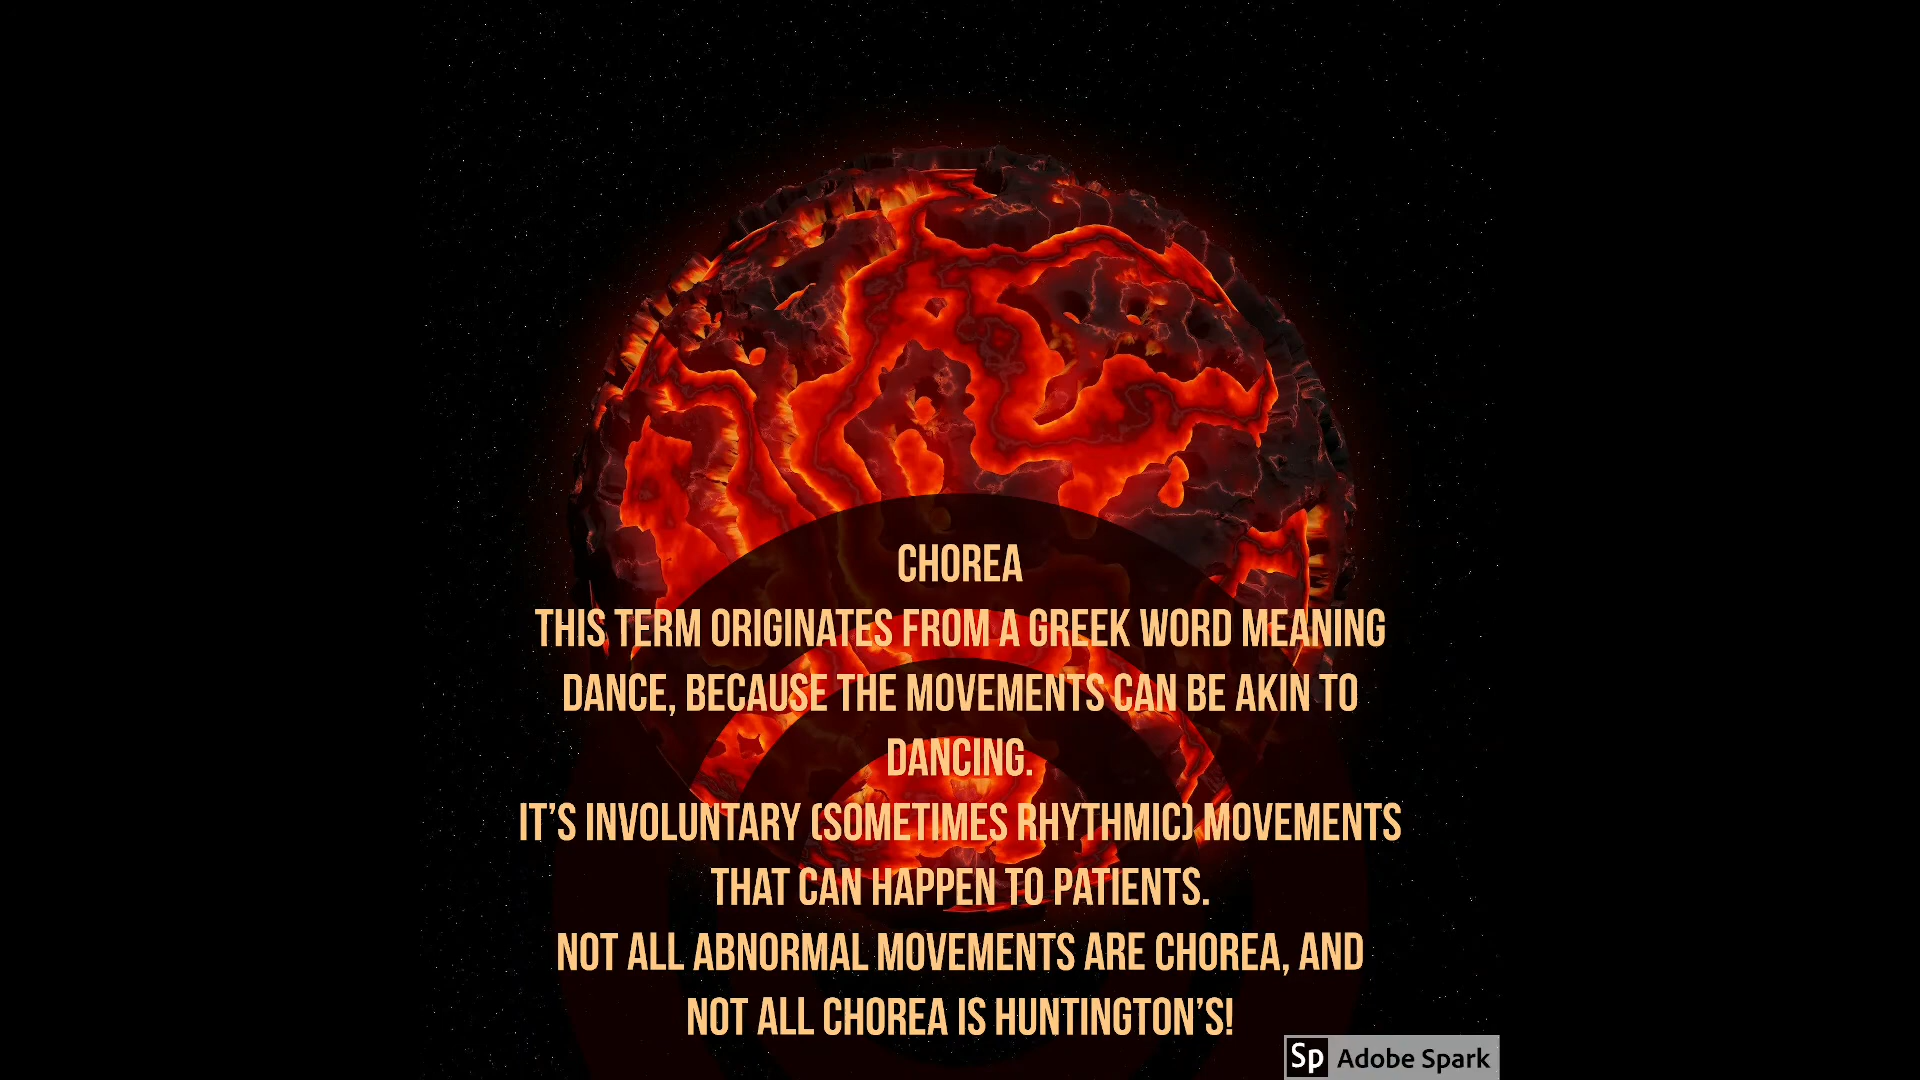 CHOREA
THIS TERM ORIGINATES FROM A GREEK WORD MEANING
DANCE, BECAUSE THE MOVEMENTS CAN BE AKIN TO
DANCING.
IT'S INVOLUNTARY (SOMETIMES RHYTHMIC) MOVEMENTS
THAT CAN HAPPEN TO PATIENTS.
NOT ALL ABNORMAL MOVEMENTS ARE CHOREA, AND
NOT ALL CHOREA IS HUNTINGTON'S!
Sp Adobe Spark